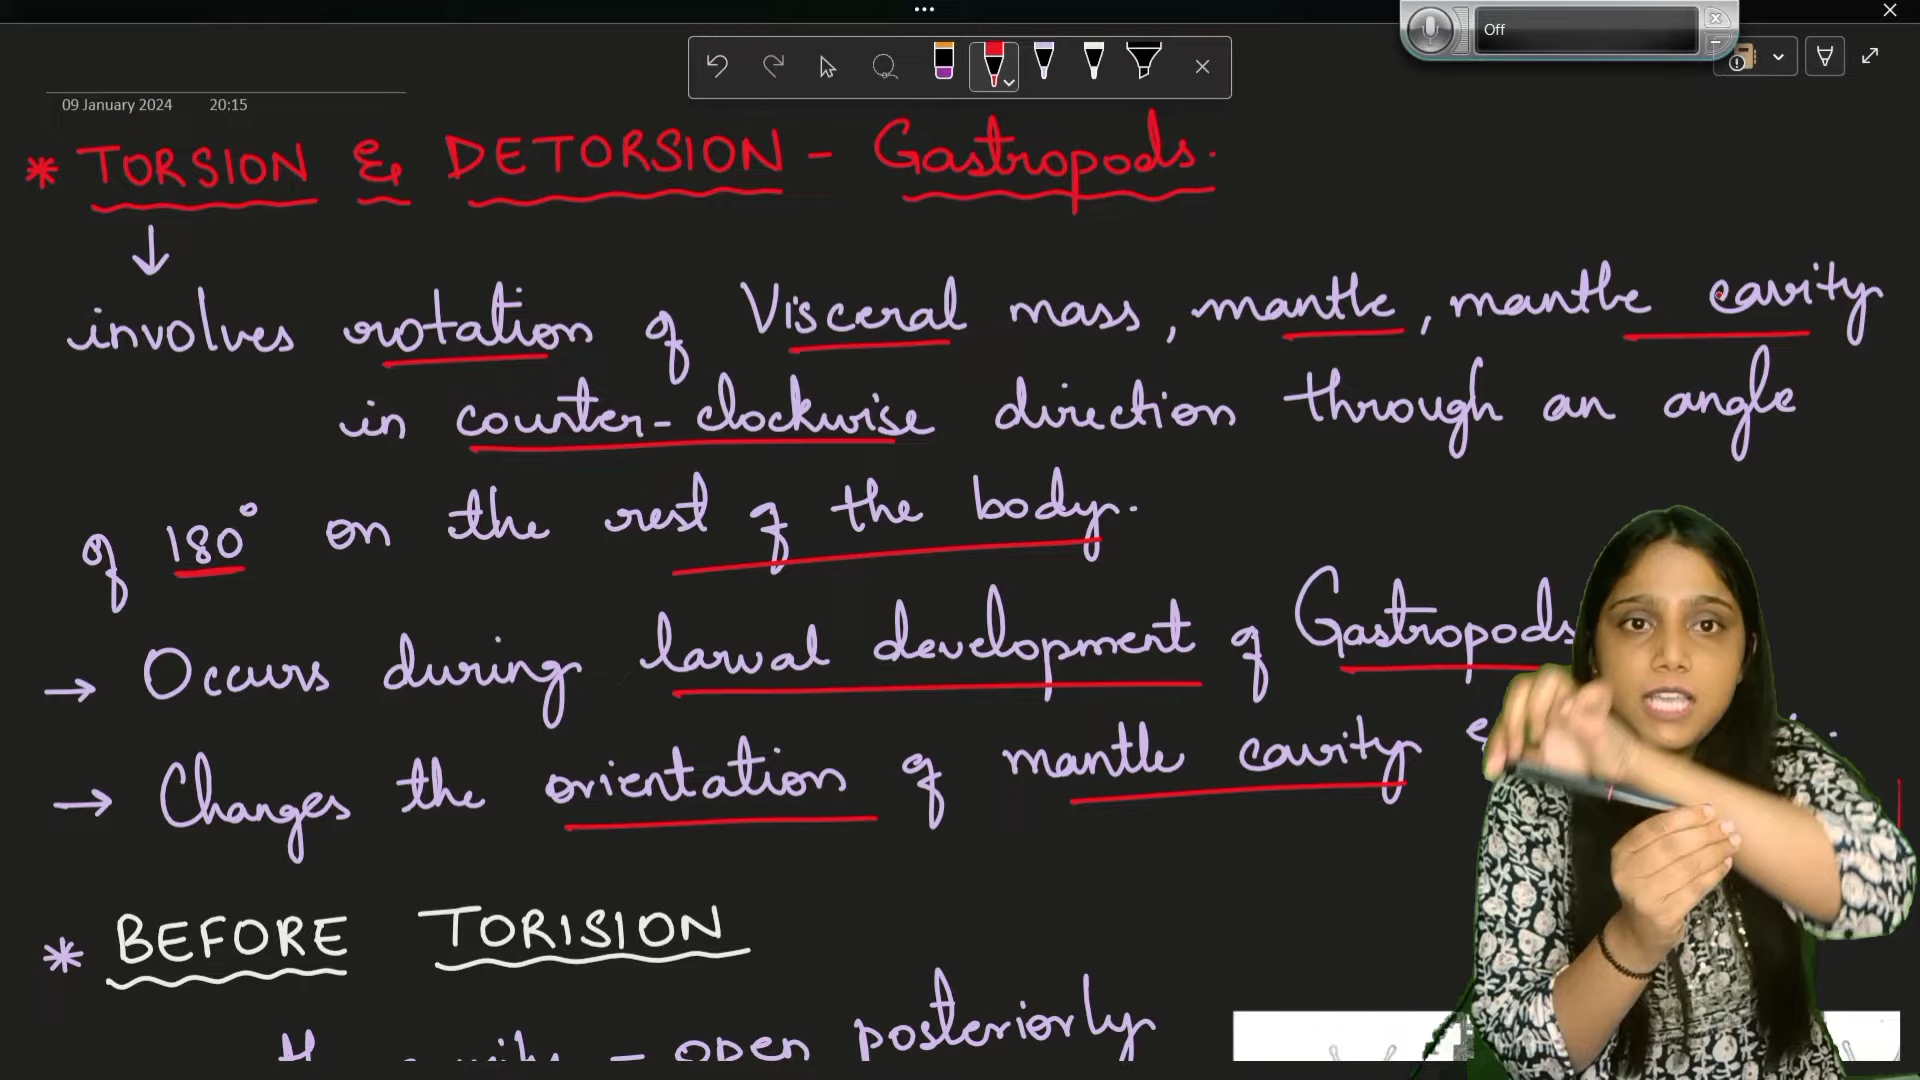 Off
09 January 2024 20:15
* TORSION & DETORSION - Gastropods.
↓
involves rotation of Visceral mass, mantle, mantle cavity
in counter-clockwise direction through an angle
of 180° on the rest of the body.
→ Occurs during larval development of Gastropods
→ Changes the orientation of mantle cavity
* BEFORE TORISION
- open posteriorly